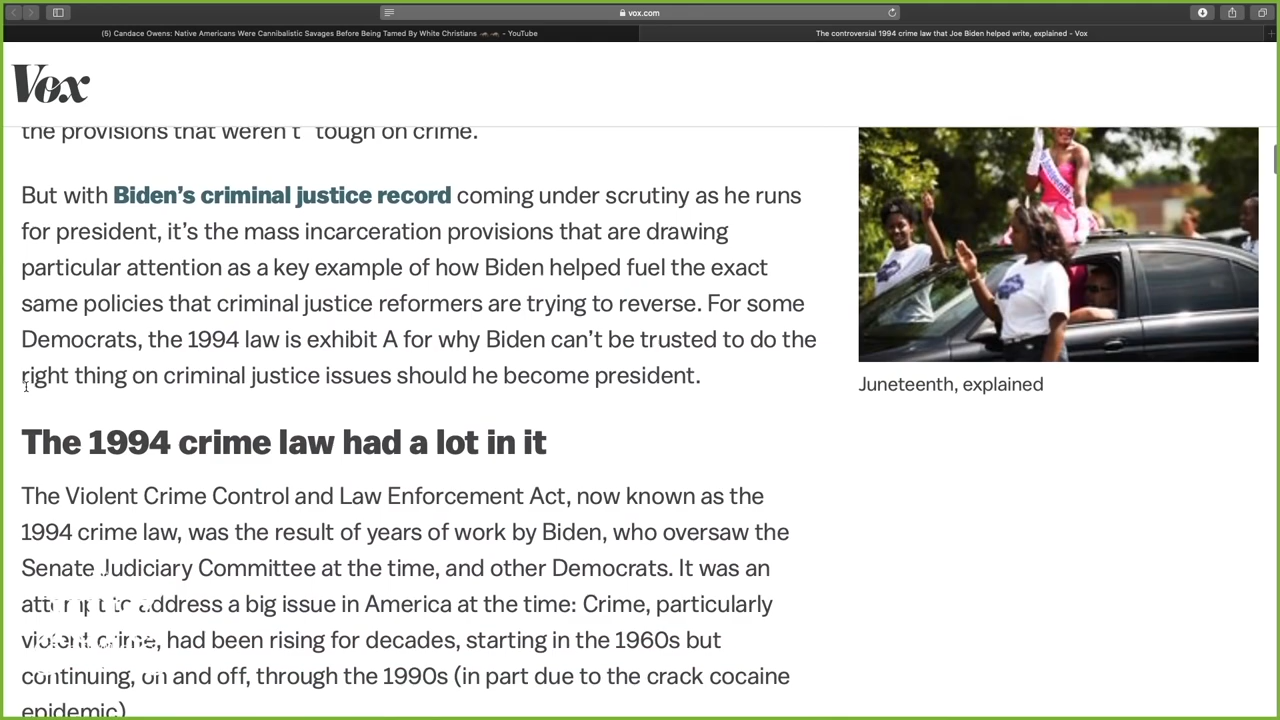 vox.com
(5) Candace Owens: Native Americans Were Cannibalistic Savages Before Being Tamed By White Christians - YouTube
The controversial 1994 crime law that Joe Biden helped write, explained - Vox
Vox
the provisions that weren't "tough on crime."
But with Biden's criminal justice record coming under scrutiny as he runs
for president, it's the mass incarceration provisions that are drawing
particular attention as a key example of how Biden helped fuel the exact
same policies that criminal justice reformers are trying to reverse. For some
Democrats, the 1994 law is exhibit A for why Biden can't be trusted to do the
right thing on criminal justice issues should he become president.
Juneteenth, explained
The 1994 crime law had a lot in it
The Violent Crime Control and Law Enforcement Act, now known as the
1994 crime law, was the result of years of work by Biden, who oversaw the
Senate Judiciary Committee at the time, and other Democrats. It was an
attempt to address a big issue in America at the time: Crime, particularly
violent crime, had been rising for decades, starting in the 1960s but
continuing, on and off, through the 1990s (in part due to the crack cocaine
epidemic)